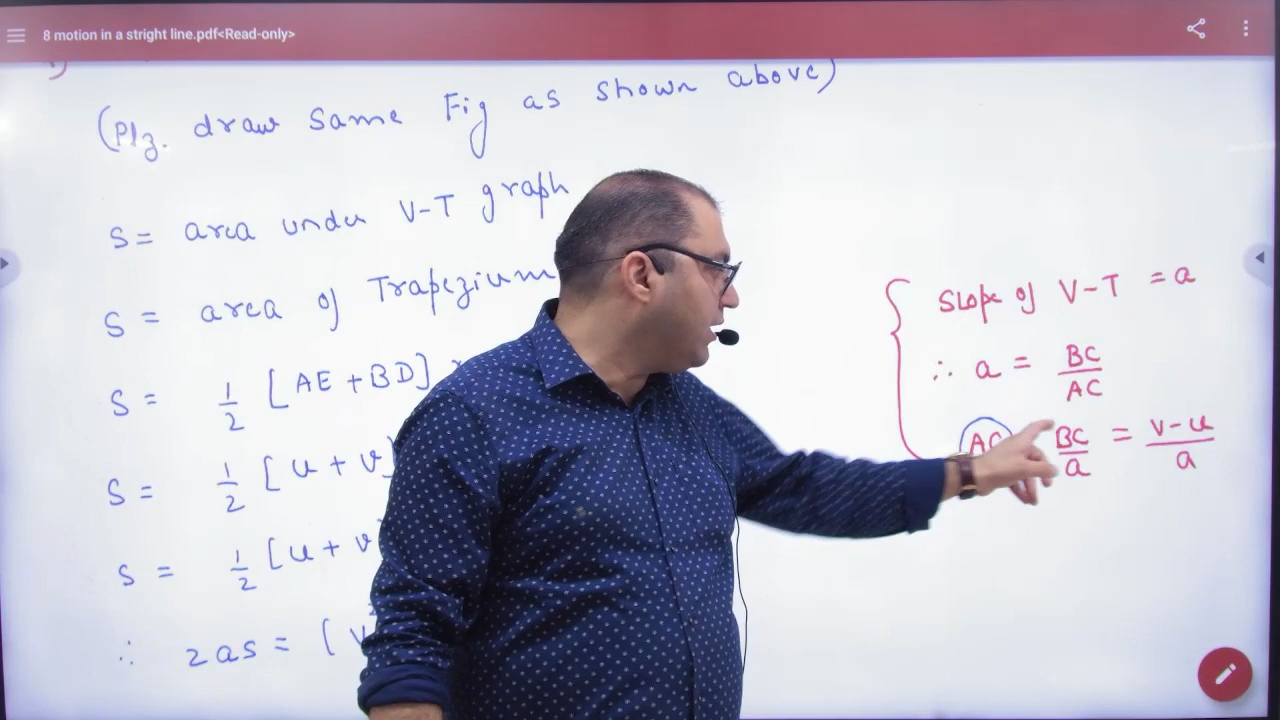 8 motion in a stright line.pdf<Read-only>
(Plz. draw same Fig as shown above)
S = area under V-T graph
S = area of Trapezium
S = 1/2 [AE + BD]
S = 1/2 [u + v]
S = 1/2 [u + v]
∴ 2as = (v
Slope of V-T = a
∴ a = BC/AC
AC BC/a = v-u/a